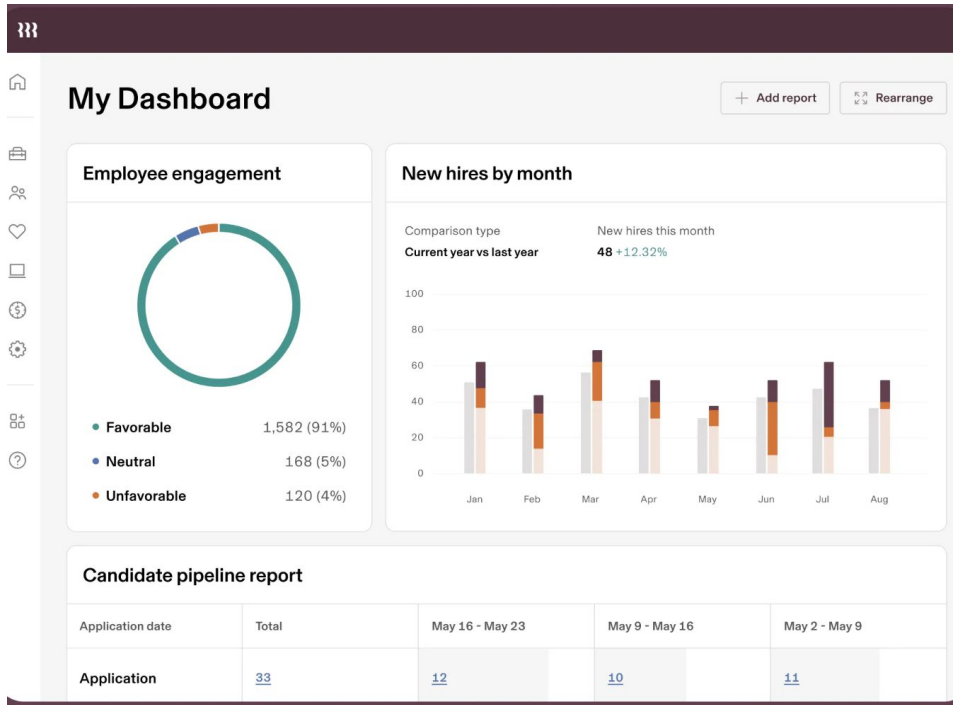 My Dashboard
Add report
Rearrange
Employee engagement
Favorable 1,582 (91%)
Neutral 168 (5%)
Unfavorable 120 (4%)
New hires by month
Comparison type New hires this month
Current year vs last year 48 +12.32%
100
80
60
40
20
0
Jan Feb Mar Apr May Jun Jul Aug
Candidate pipeline report
Application date Total May 16 - May 23 May 9 - May 16 May 2 - May 9
Application 33 12 10 11